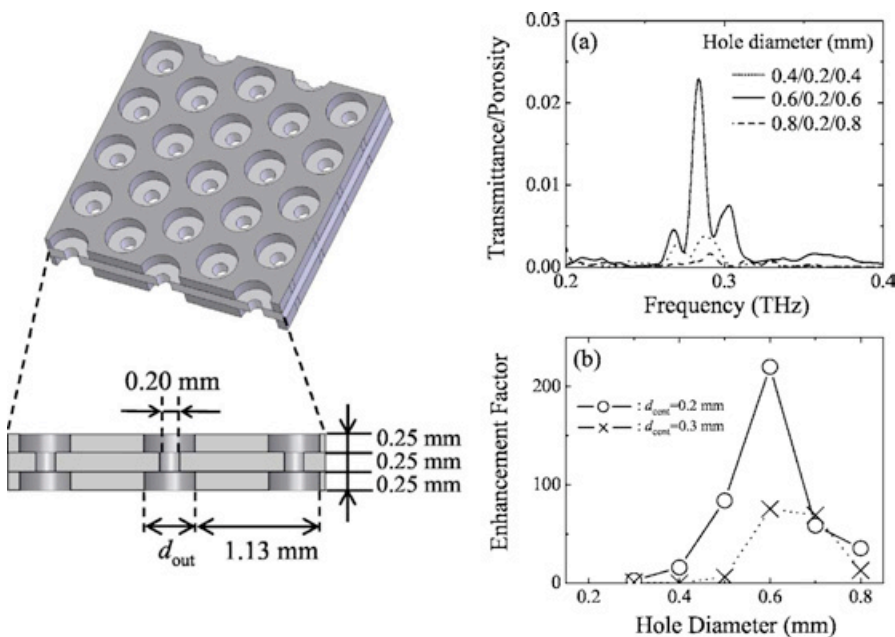 0.20 mm
0.25 mm
0.25 mm
0.25 mm
dout
1.13 mm
(a)
Hole diameter (mm)
0.4/0.2/0.4
0.6/0.2/0.6
0.8/0.2/0.8
Transmittance/Porosity
0.03
0.02
0.01
0.00
0.2
0.3
0.4
Frequency (THz)
(b)
: dcent=0.2 mm
: dcent=0.3 mm
Enhancement Factor
200
100
0
0.2
0.4
0.6
0.8
Hole Diameter (mm)